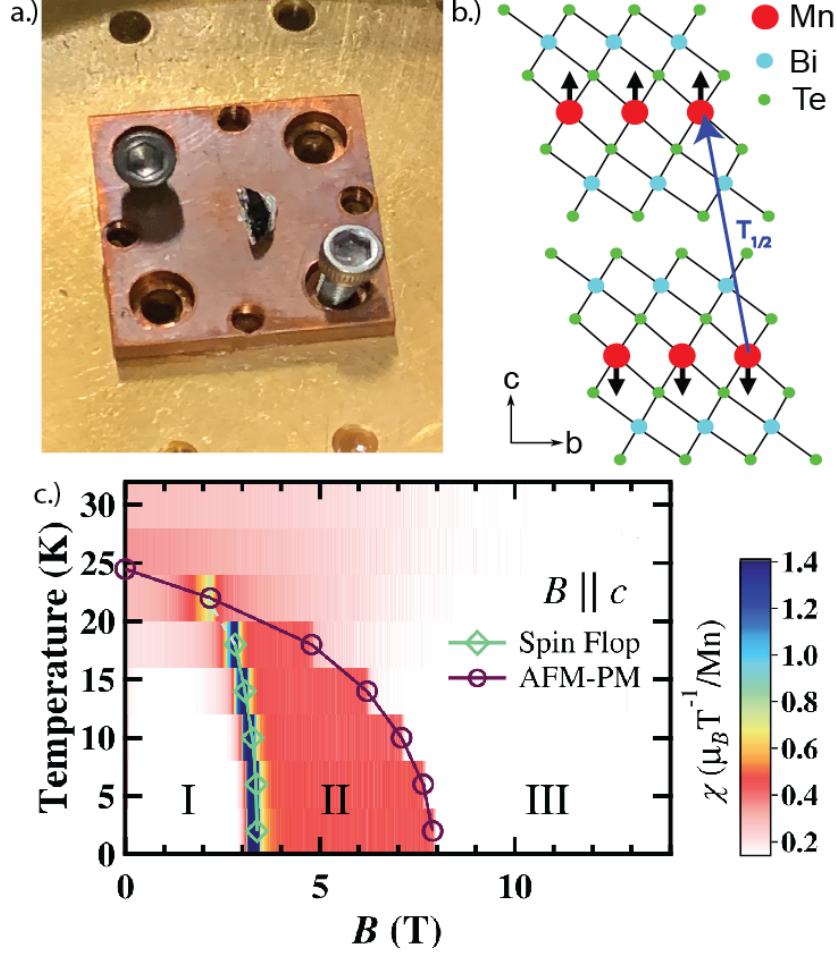 a.)
b.)
Mn
Bi
Te
T1/2
c
b
c.)
Temperature (K)
30
25
20
15
10
5
0
B || c
Spin Flop
AFM-PM
I
II
III
0
5
10
B (T)
1.4
1.2
1.0
0.8
0.6
0.4
0.2
χ (μB T⁻¹/Mn)